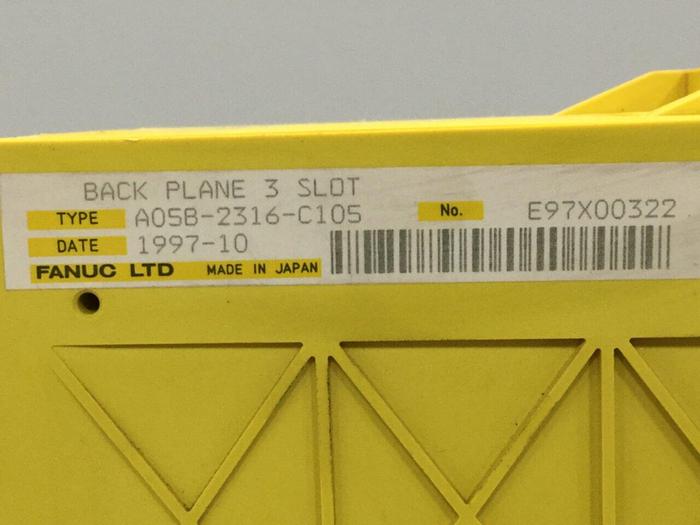 BACK PLANE 3 SLOT
TYPE A05B-2316-C105 No. E97X00322
DATE 1997-10
FANUC LTD MADE IN JAPAN